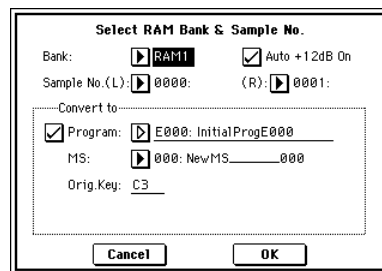 Select RAM Bank & Sample No.
Bank: RAM1 Auto +12dB On
Sample No.(L): 0000: (R): 0001:
Convert to
Program: E000: InitialProgE000
MS: 000: NewMS________000
Orig.Key: C3
Cancel OK